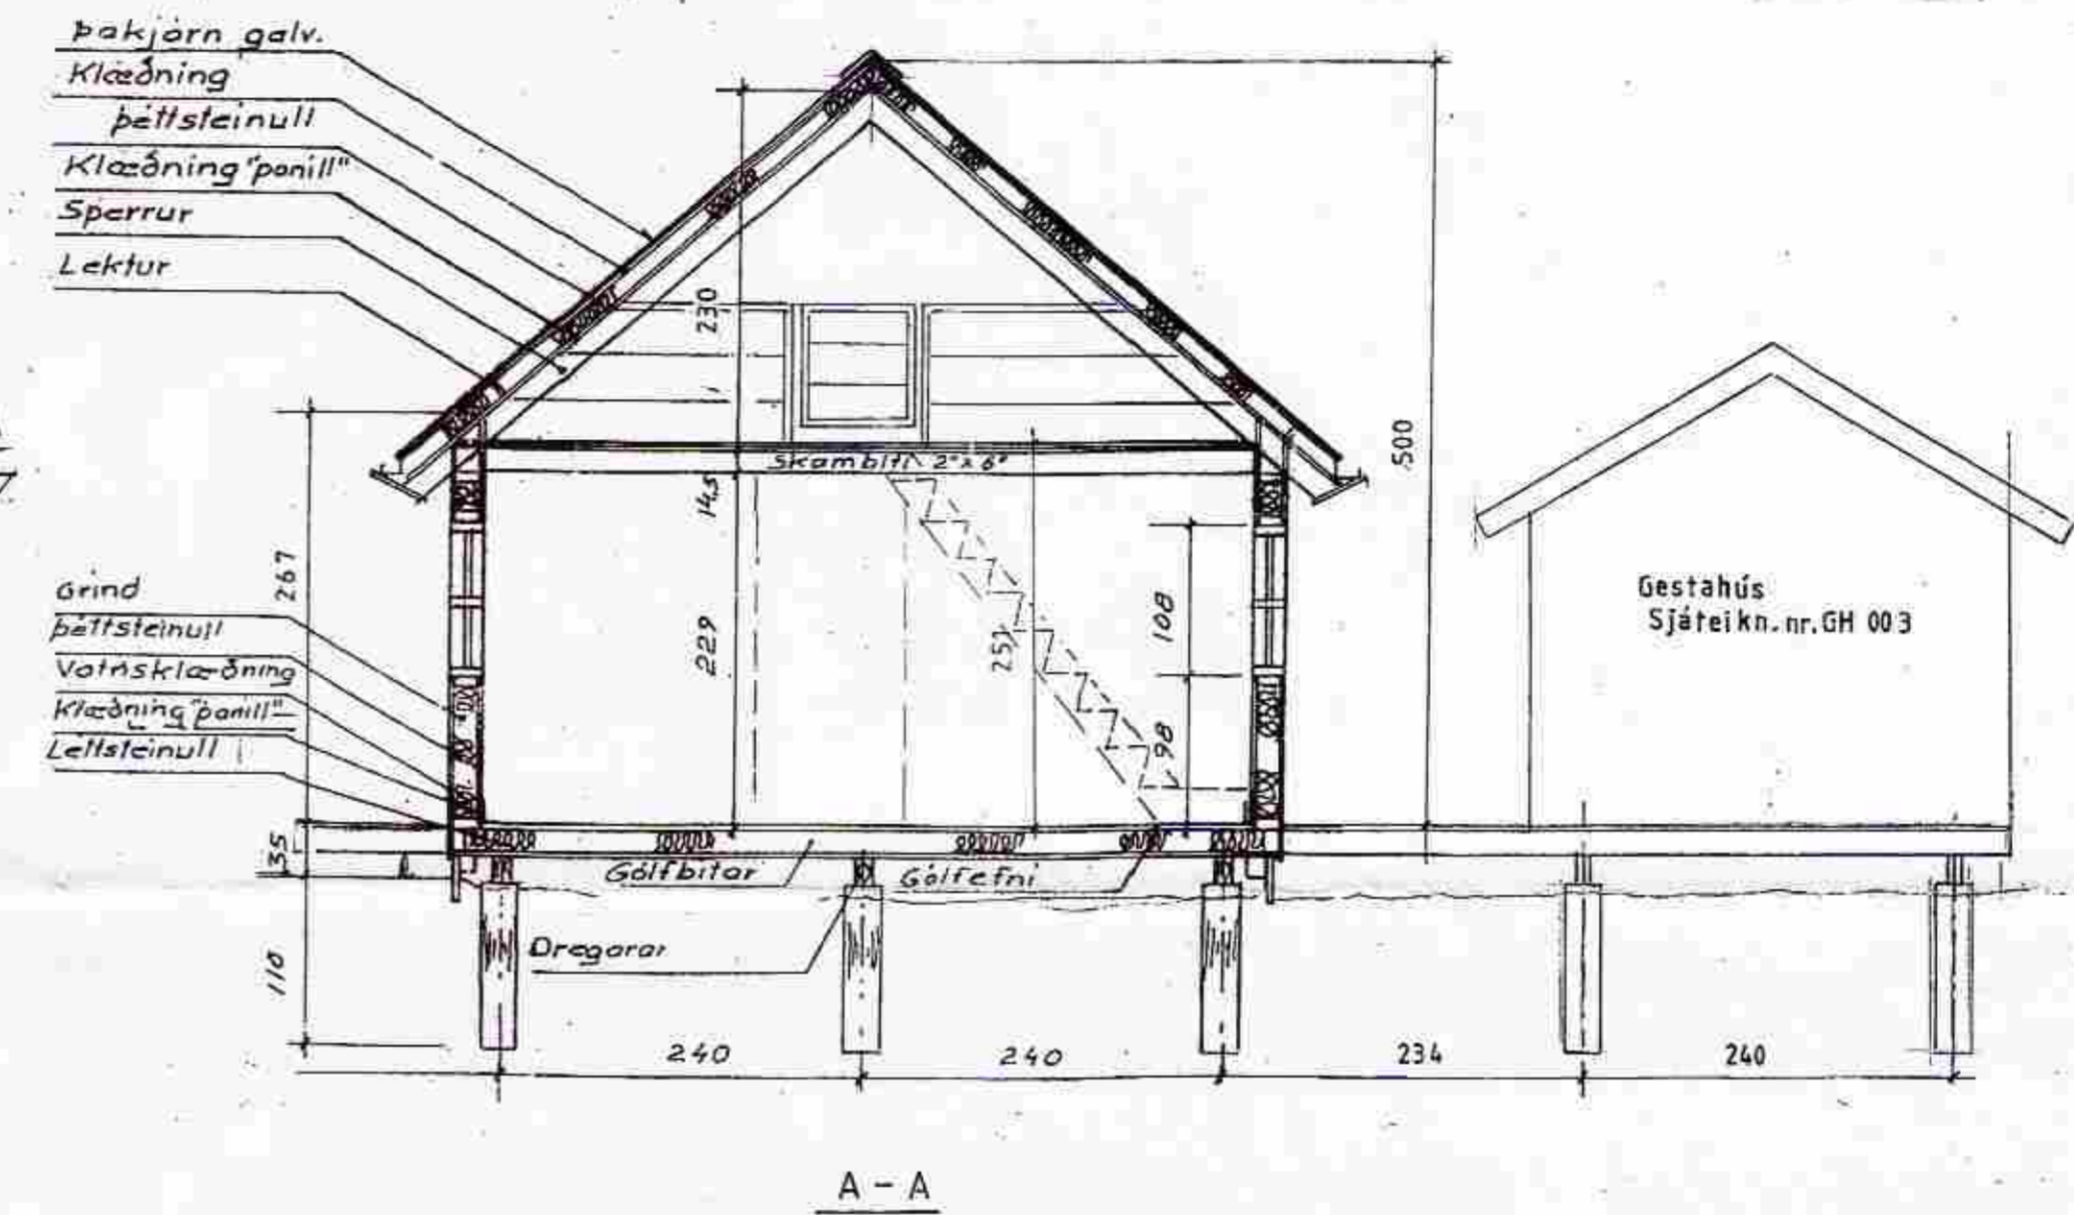 Þakjárn galv.
Klæðning
Þéttsteinull
Klæðning "panill"
Sperrur
Lektur
230
500
Skambiti 2"x6"
14,5
267
Grind
Þéttsteinull
Vatnsklæðning
Klæðning "panill"
Léttsteinull
229
251
108
98
Gestahús
Sjá teikn. nr. GH 003
35
Gólfbitar
Gólfefni
Dregarar
110
240
240
234
240
A - A